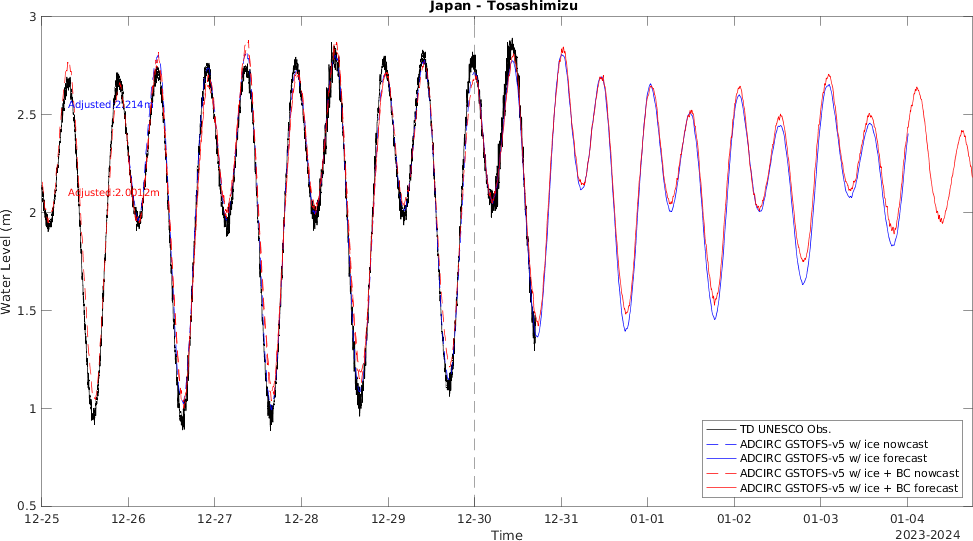 Japan - Tosashimizu
3
2.5
2
1.5
1
0.5
Water Level (m)
Adjusted:2.214m
Adjusted:2.0012m
TD UNESCO Obs.
ADCIRC GSTOFS-v5 w/ ice nowcast
ADCIRC GSTOFS-v5 w/ ice forecast
ADCIRC GSTOFS-v5 w/ ice + BC nowcast
ADCIRC GSTOFS-v5 w/ ice + BC forecast
12-25 12-26 12-27 12-28 12-29 12-30 12-31 01-01 01-02 01-03 01-04
Time
2023-2024